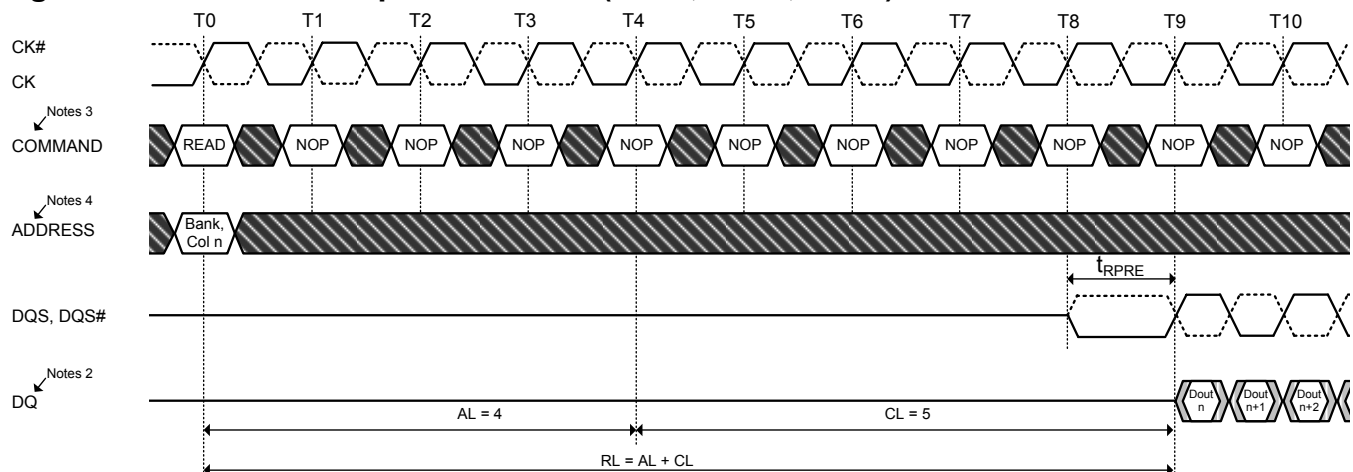 T0 T1 T2 T3 T4 T5 T6 T7 T8 T9 T10
CK#
CK
Notes 3
COMMAND
READ NOP NOP NOP NOP NOP NOP NOP NOP NOP NOP
Notes 4
ADDRESS
Bank,
Col n
tRPRE
DQS, DQS#
Notes 2
DQ
Dout
n
Dout
n+1
Dout
n+2
AL = 4
CL = 5
RL = AL + CL